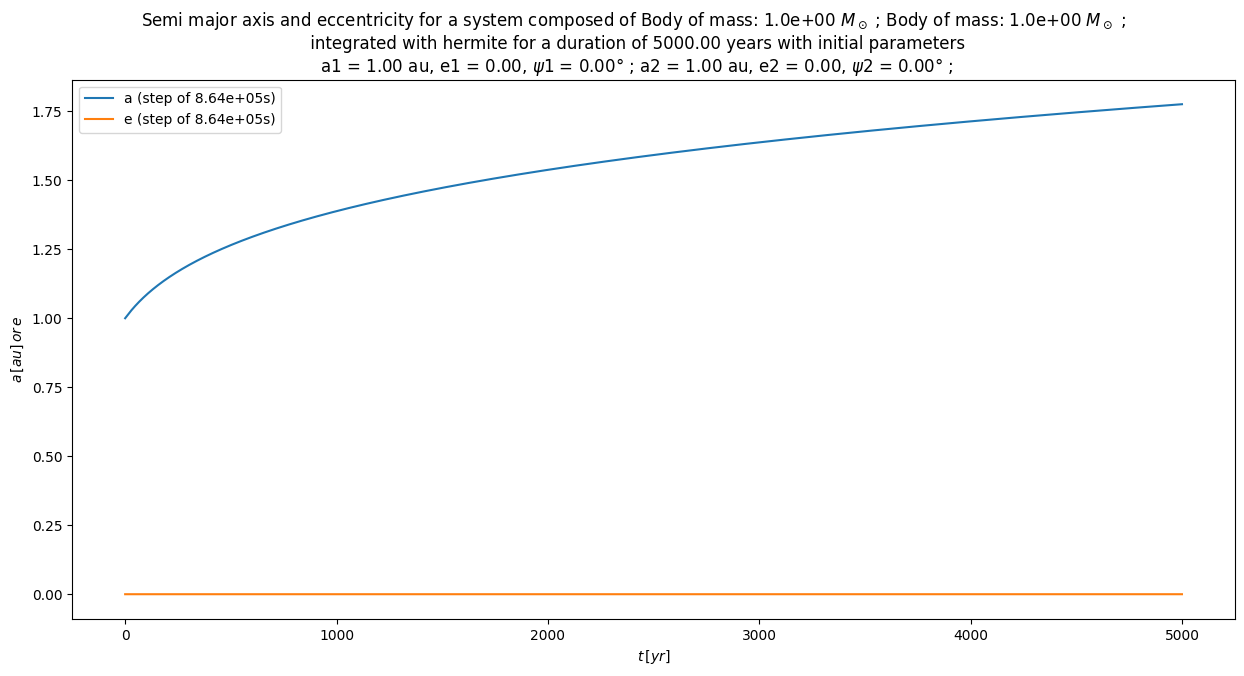 Semi major axis and eccentricity for a system composed of Body of mass: 1.0e+00 M⊙ ; Body of mass: 1.0e+00 M⊙ ;
integrated with hermite for a duration of 5000.00 years with initial parameters
a1 = 1.00 au, e1 = 0.00, ψ1 = 0.00° ; a2 = 1.00 au, e2 = 0.00, ψ2 = 0.00° ;
a (step of 8.64e+05s)
e (step of 8.64e+05s)
1.75
1.50
1.25
1.00
0.75
0.50
0.25
0.00
a [au] or e
0
1000
2000
3000
4000
5000
t [yr]